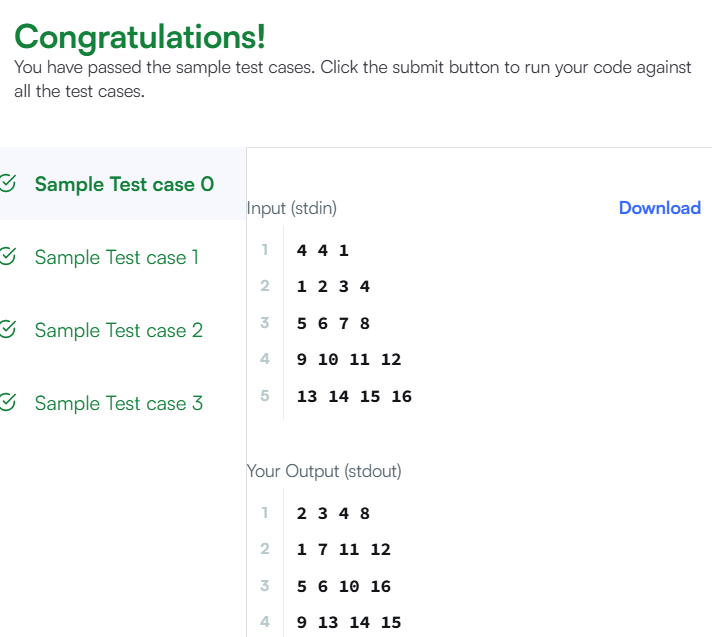 Congratulations!
You have passed the sample test cases. Click the submit button to run your code against
all the test cases.
Sample Test case 0
Sample Test case 1
Sample Test case 2
Sample Test case 3
Input (stdin)
Download
1 4 4 1
2 1 2 3 4
3 5 6 7 8
4 9 10 11 12
5 13 14 15 16
Your Output (stdout)
1 2 3 4 8
2 1 7 11 12
3 5 6 10 16
4 9 13 14 15